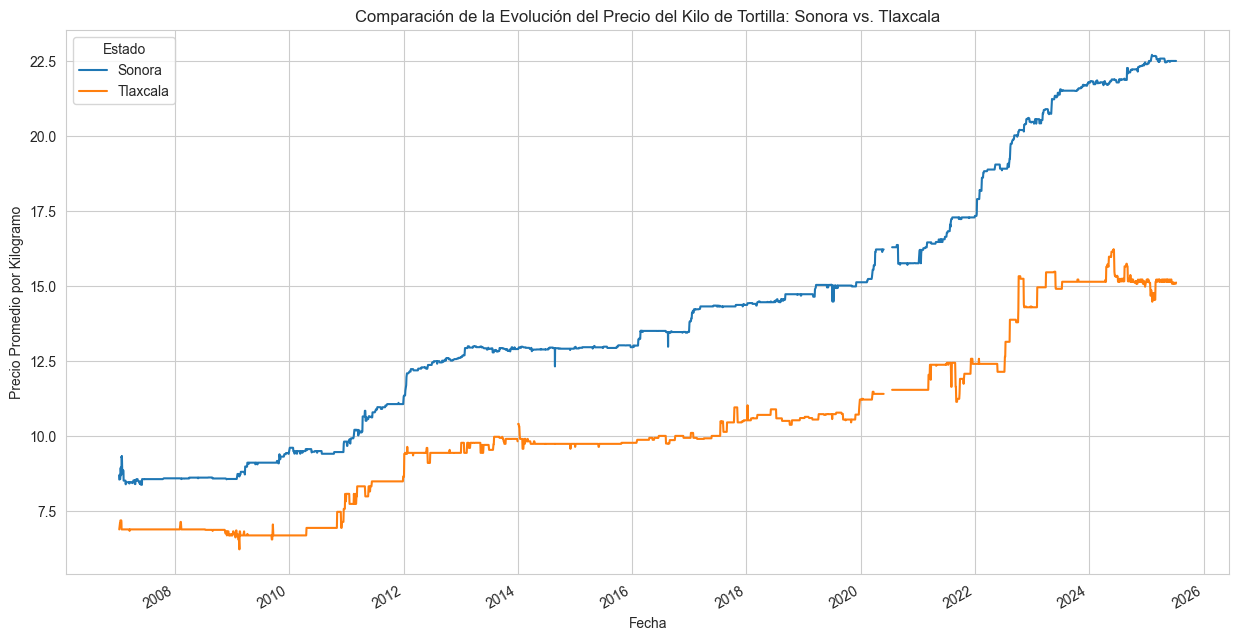 Comparación de la Evolución del Precio del Kilo de Tortilla: Sonora vs. Tlaxcala
Estado
Sonora
Tlaxcala
Precio Promedio por Kilogramo
22.5
20.0
17.5
15.0
12.5
10.0
7.5
2008
2010
2012
2014
2016
2018
2020
2022
2024
2026
Fecha